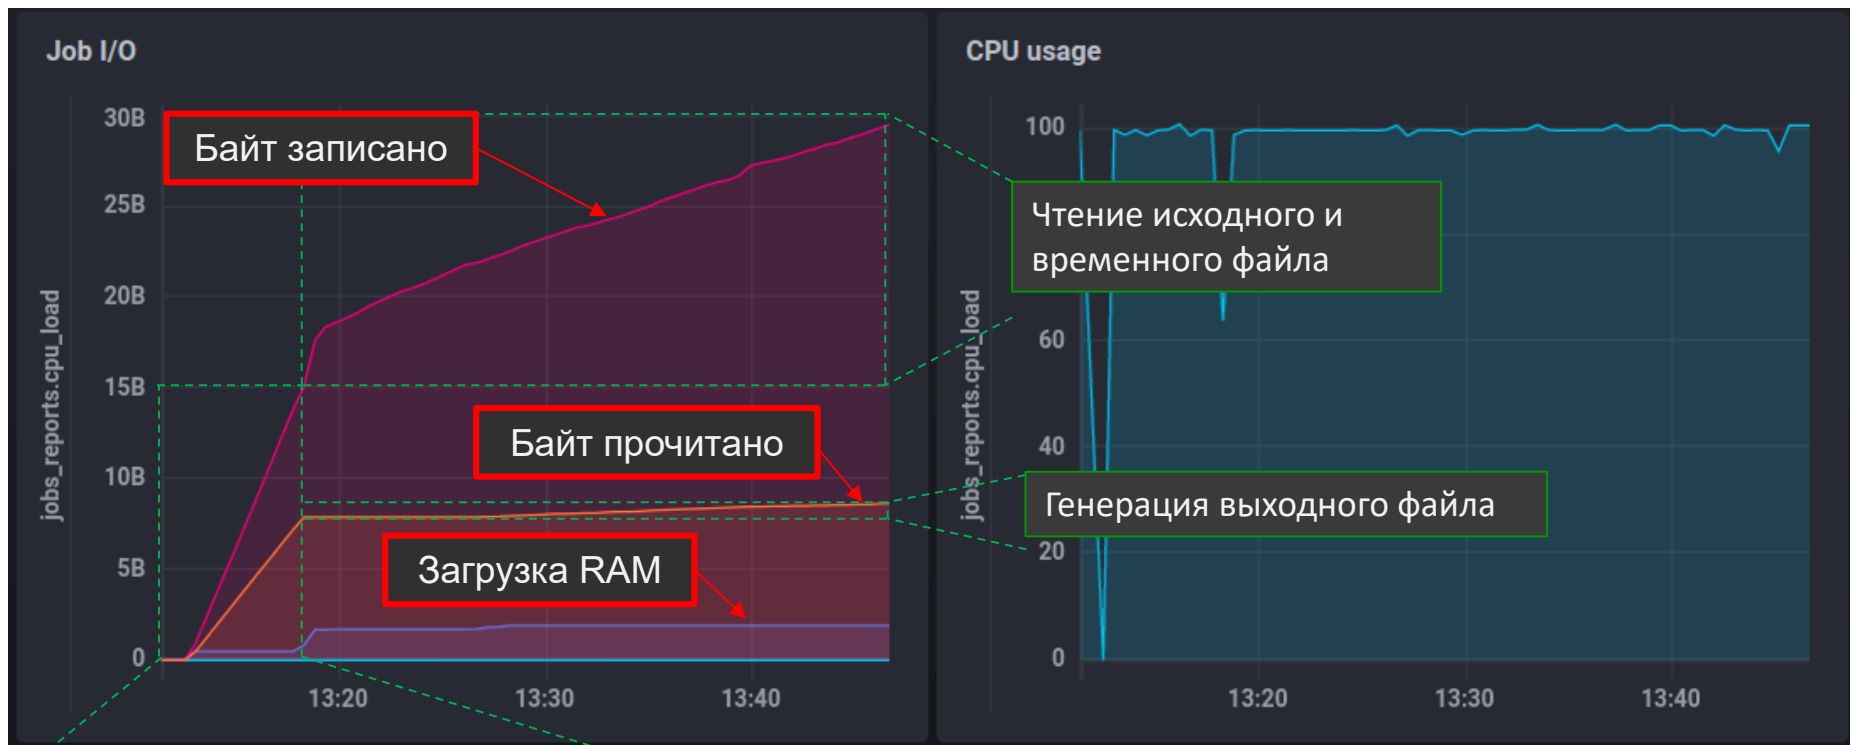 Job I/O
jobs_reports.cpu_load
30B
25B
20B
15B
10B
5B
0
13:20
13:30
13:40
Байт записано
Байт прочитано
Загрузка RAM
CPU usage
jobs_reports.cpu_load
100
60
40
20
0
13:20
13:30
13:40
Чтение исходного и
временного файла
Генерация выходного файла